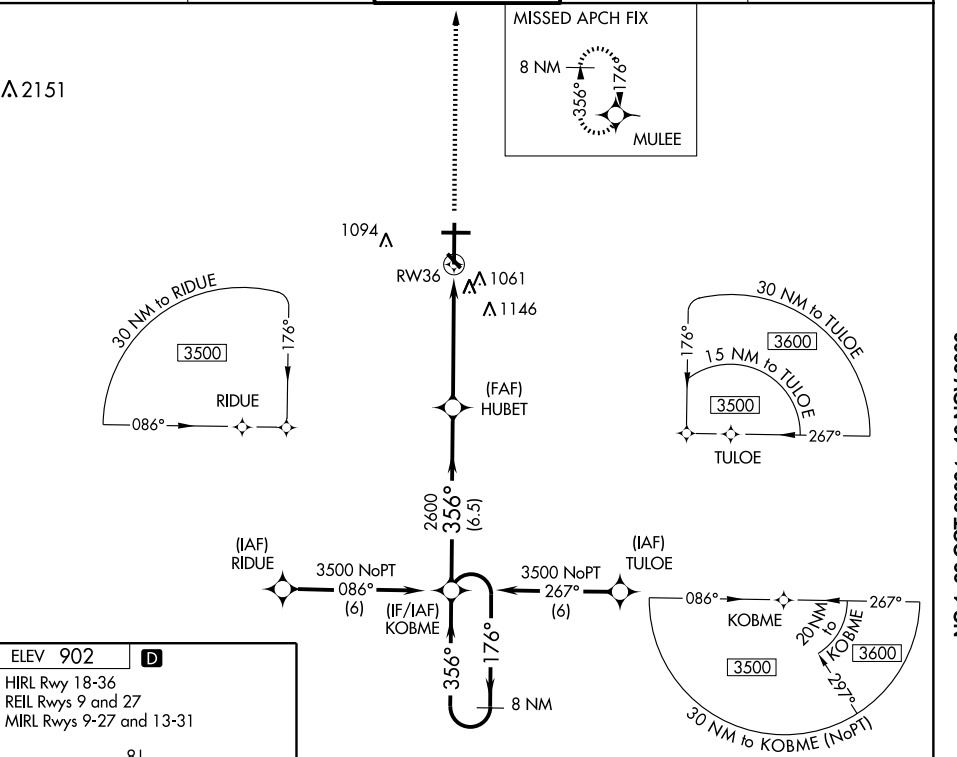 MISSED APCH FIX
8 NM
356°
176°
MULEE
2151
1094
RW36
1061
1146
30 NM to RIDUE
3500
176°
RIDUE
086°
30 NM to TULOE
3600
15 NM to TULOE
3500
176°
267°
TULOE
(FAF)
HUBET
2600
356°
(6.5)
(IAF)
RIDUE
3500 NoPT
086°
(6)
(IF/IAF)
KOBME
3500 NoPT
267°
(6)
(IAF)
TULOE
356°
176°
8 NM
086°
KOBME
267°
20 NM
to
KOBME
3500
3600
297°
30 NM to KOBME (NoPT)
ELEV 902
D
HIRL Rwy 18-36
REIL Rwys 9 and 27
MIRL Rwys 9-27 and 13-31